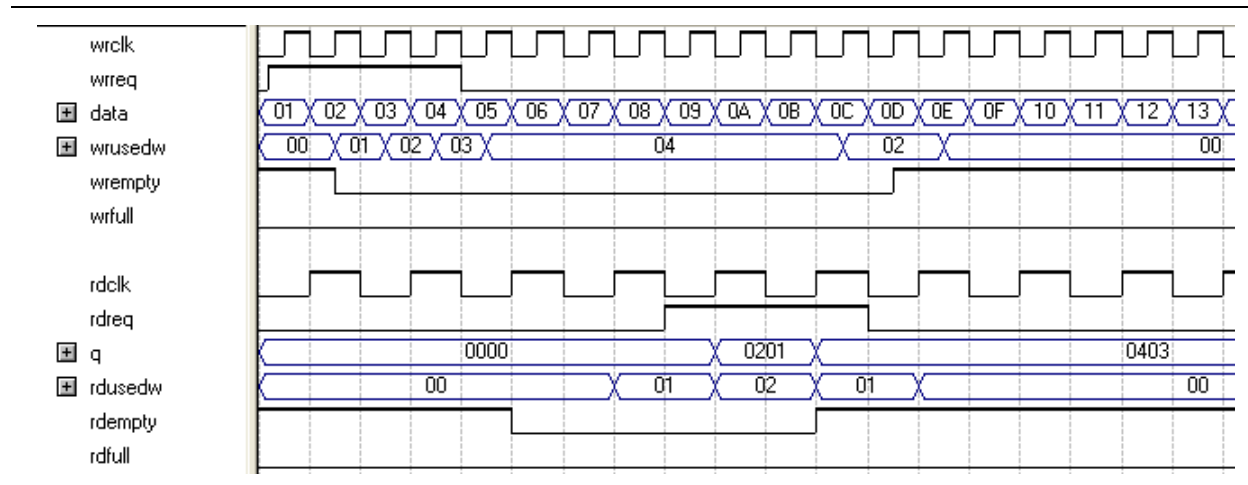 wrclk
wrreq
data 01 02 03 04 05 06 07 08 09 0A 0B 0C 0D 0E 0F 10 11 12 13
wrusedw 00 01 02 03 04 02 00
wrempty
wrfull
rdclk
rdreq
q 0000 0201 0403
rdusedw 00 01 02 01 00
rdempty
rdfull